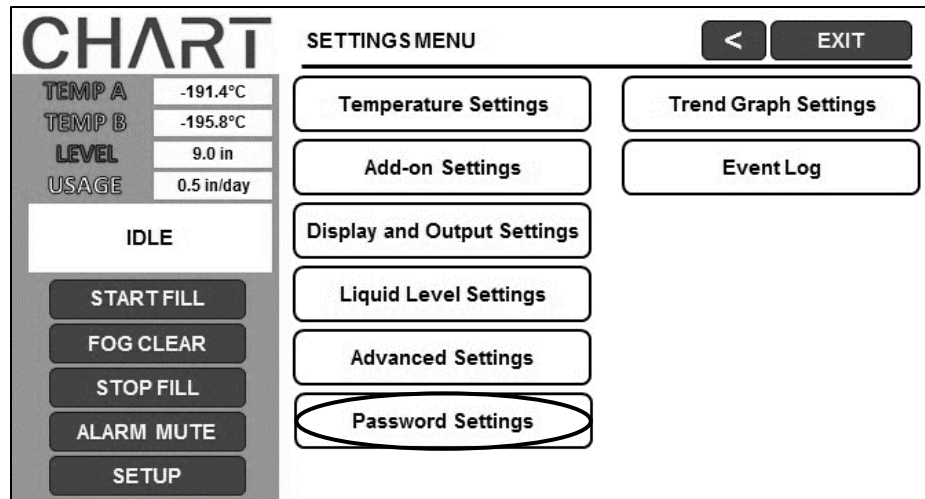 CHART
TEMP A -191.4°C
TEMP B -195.8°C
LEVEL 9.0 in
USAGE 0.5 in/day
IDLE
START FILL
FOG CLEAR
STOP FILL
ALARM MUTE
SETUP
SETTINGS MENU
< EXIT
Temperature Settings
Add-on Settings
Display and Output Settings
Liquid Level Settings
Advanced Settings
Password Settings
Trend Graph Settings
Event Log